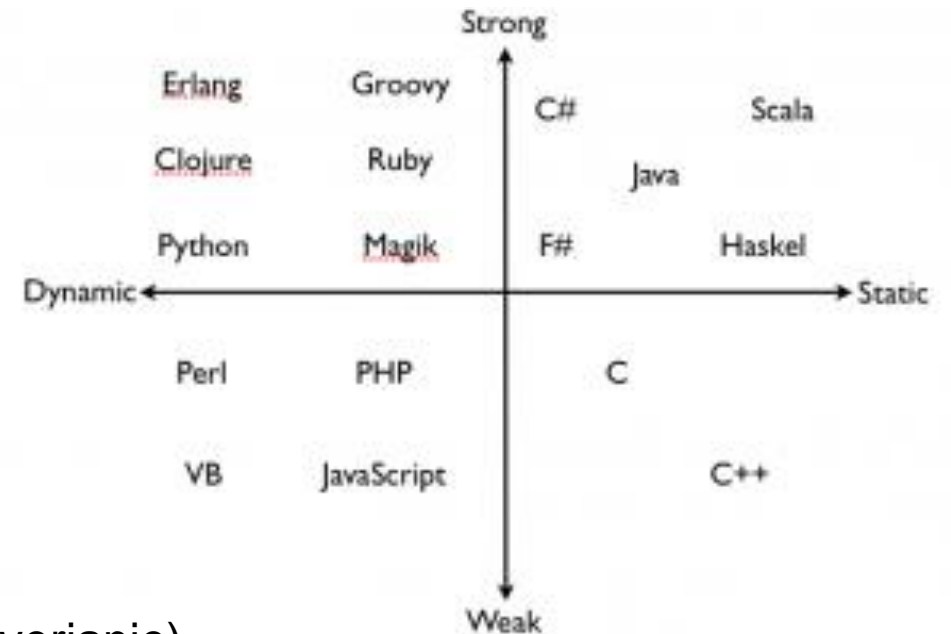 Strong
Erlang Groovy
C# Scala
Clojure Ruby
Java
Python Magik F# Haskel
Dynamic Static
Perl PHP C
VB JavaScript C++
Weak